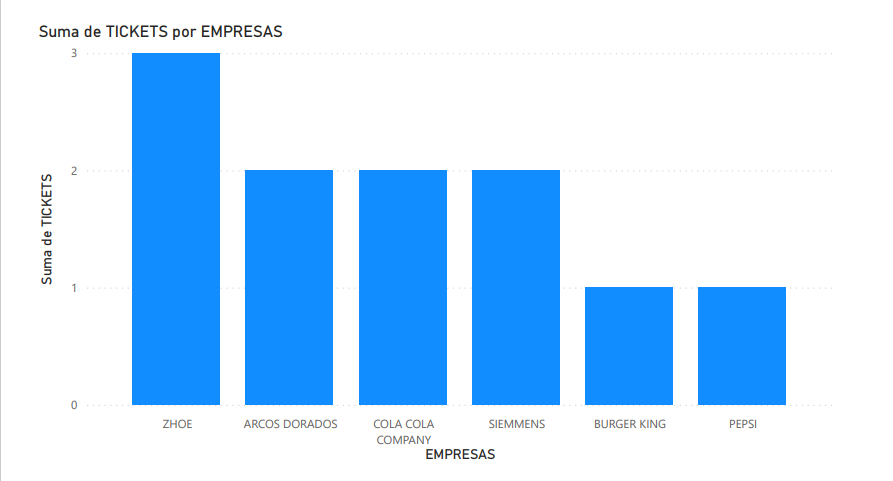 Suma de TICKETS por EMPRESAS
3
2
1
0
Suma de TICKETS
ZHOE
ARCOS DORADOS
COLA COLA
COMPANY
SIEMMENS
BURGER KING
PEPSI
EMPRESAS